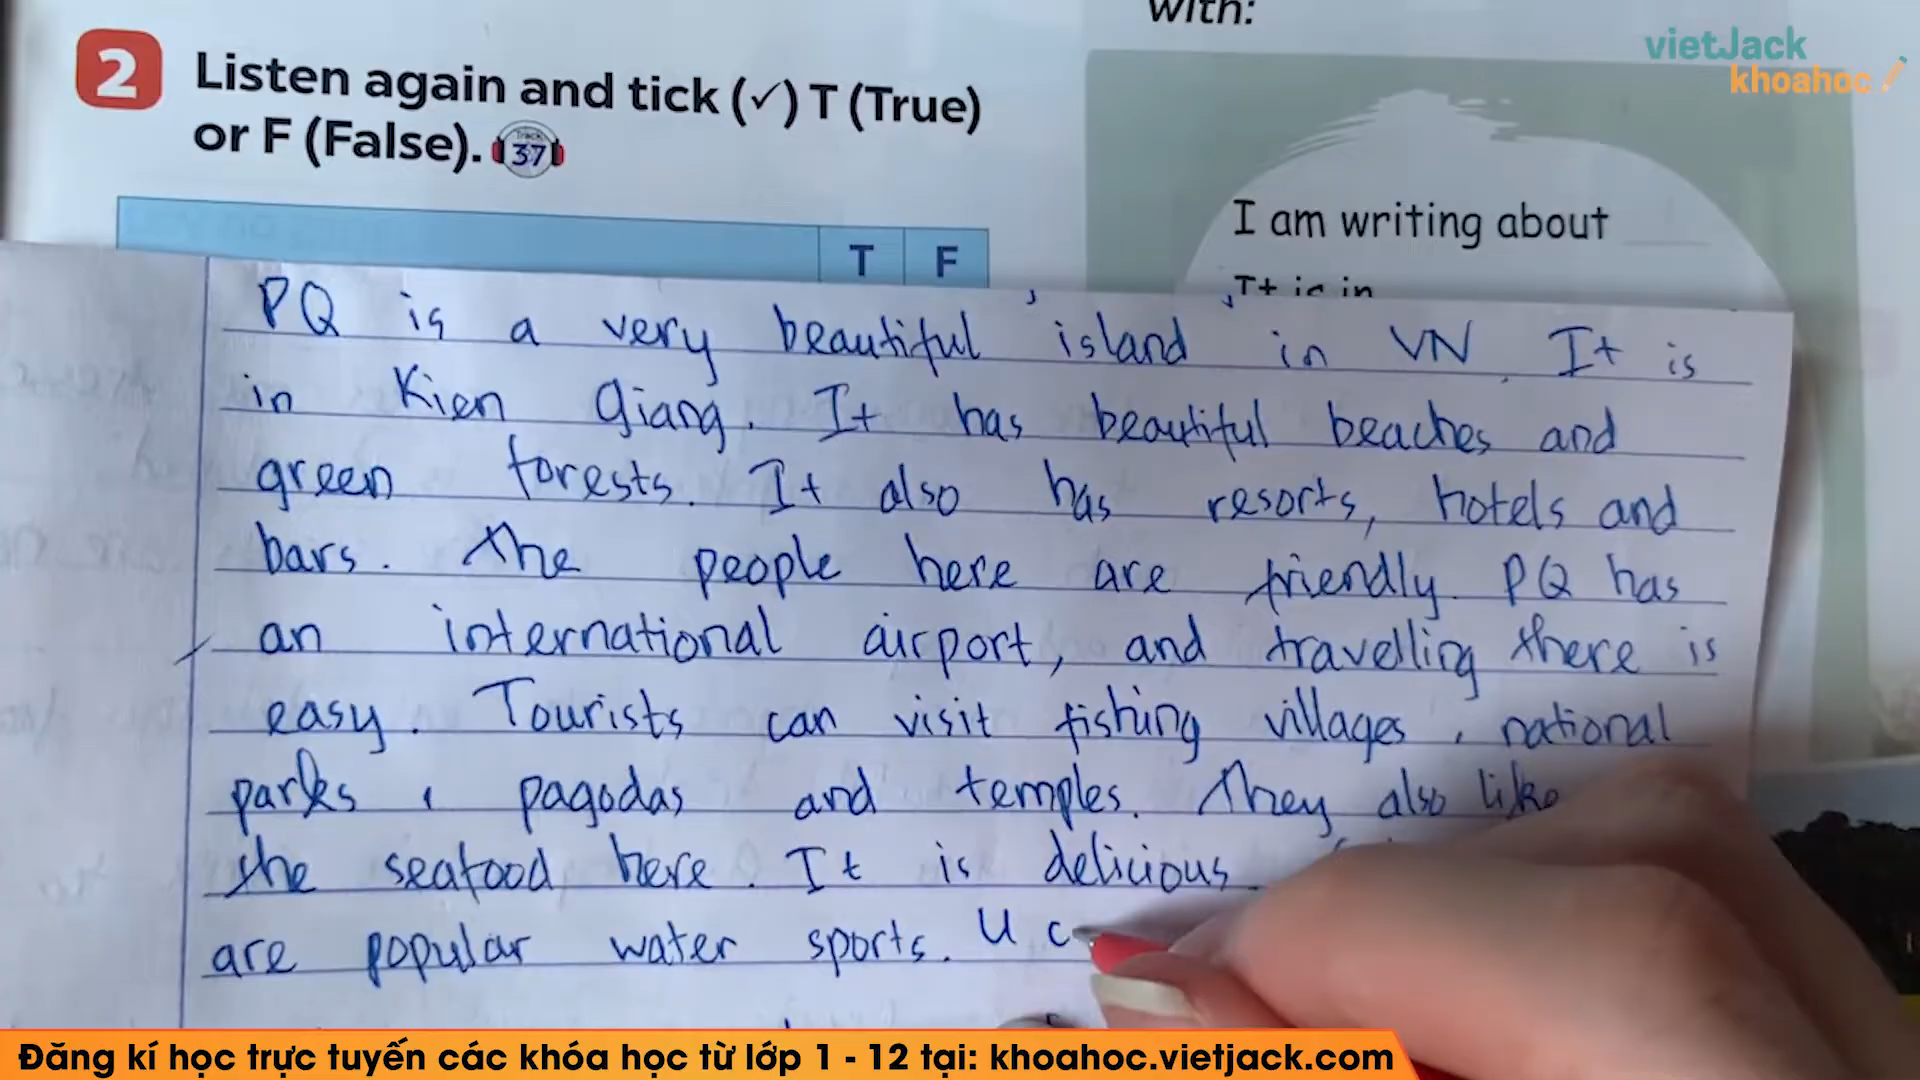 with:
vietJack
khoahoc
2 Listen again and tick (✓) T (True)
or F (False). Track 37
I am writing about
It is in
T F
PQ is a very beautiful island in VN. It is
in Kien Giang. It has beautiful beaches and
green forests. It also has resorts, hotels and
bars. The people here are friendly. PQ has
an international airport, and travelling there is
easy. Tourists can visit fishing villages, national
parks, pagodas and temples. They also like
the seafood here. It is delicious.
are popular water sports. U c
Đăng kí học trực tuyến các khóa học từ lớp 1 - 12 tại: khoahoc.vietjack.com